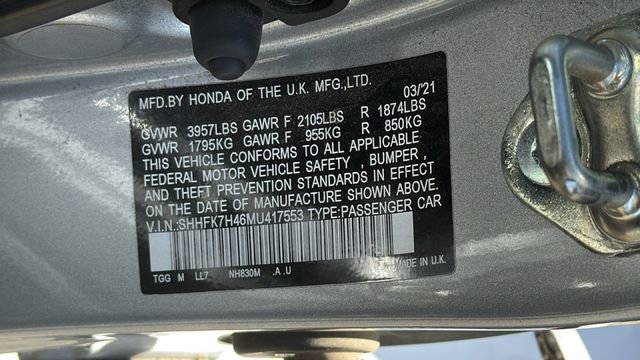 MFD.BY HONDA OF THE U.K. MFG.,LTD. 03/21
GVWR 3957LBS GAWR F 2105LBS R 1874LBS
GVWR 1795KG GAWR F 955KG R 850KG
THIS VEHICLE CONFORMS TO ALL APPLICABLE
FEDERAL MOTOR VEHICLE SAFETY , BUMPER ,
AND THEFT PREVENTION STANDARDS IN EFFECT
ON THE DATE OF MANUFACTURE SHOWN ABOVE.
V.I.N.:SHHFK7H46MU417553 TYPE:PASSENGER CAR
TGG M LL7 NH830M .A .U MADE IN U.K.